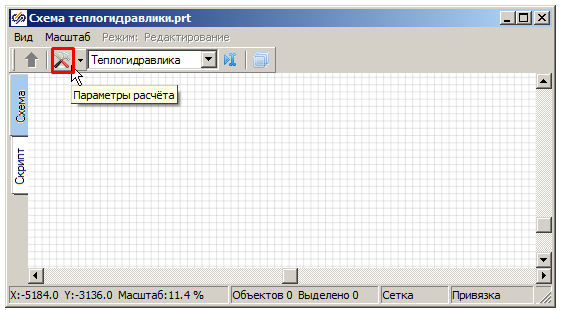 Схема теплогидравлики.prt
Вид Масштаб Режим: Редактирование
Теплогидравлика
Параметры расчёта
Схема
Скрипт
X:-5184.0 Y:-3136.0 Масштаб:11.4 % Объектов 0 Выделено 0 Сетка Привязка